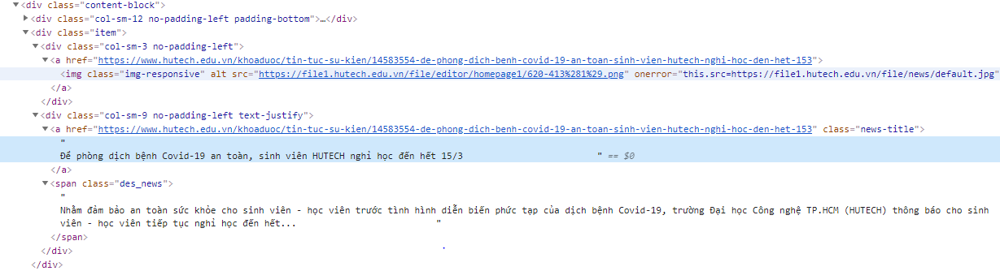 ▼<div class="content-block">
▶<div class="col-sm-12 no-padding-left padding-bottom">…</div>
▼<div class="item">
▼<div class="col-sm-3 no-padding-left">
▼<a href="https://www.hutech.edu.vn/khoaduoc/tin-tuc-su-kien/14583554-de-phong-dich-benh-covid-19-an-toan-sinh-vien-hutech-nghi-hoc-den-het-153">
<img class="img-responsive" alt src="https://file1.hutech.edu.vn/file/editor/homepage1/620-413%281%29.png" onerror="this.src=https://file1.hutech.edu.vn/file/news/default.jpg"
</a>
</div>
▼<div class="col-sm-9 no-padding-left text-justify">
▼<a href="https://www.hutech.edu.vn/khoaduoc/tin-tuc-su-kien/14583554-de-phong-dich-benh-covid-19-an-toan-sinh-vien-hutech-nghi-hoc-den-het-153" class="news-title">
"
Để phòng dịch bệnh Covid-19 an toàn, sinh viên HUTECH nghỉ học đến hết 15/3 " == $0
</a>
▼<span class="des_news">
"
Nhằm đảm bảo an toàn sức khỏe cho sinh viên - học viên trước tình hình diễn biến phức tạp của dịch bệnh Covid-19, trường Đại học Công nghệ TP.HCM (HUTECH) thông báo cho sinh
viên - học viên tiếp tục nghỉ học đến hết... "
</span>
</div>
</div>